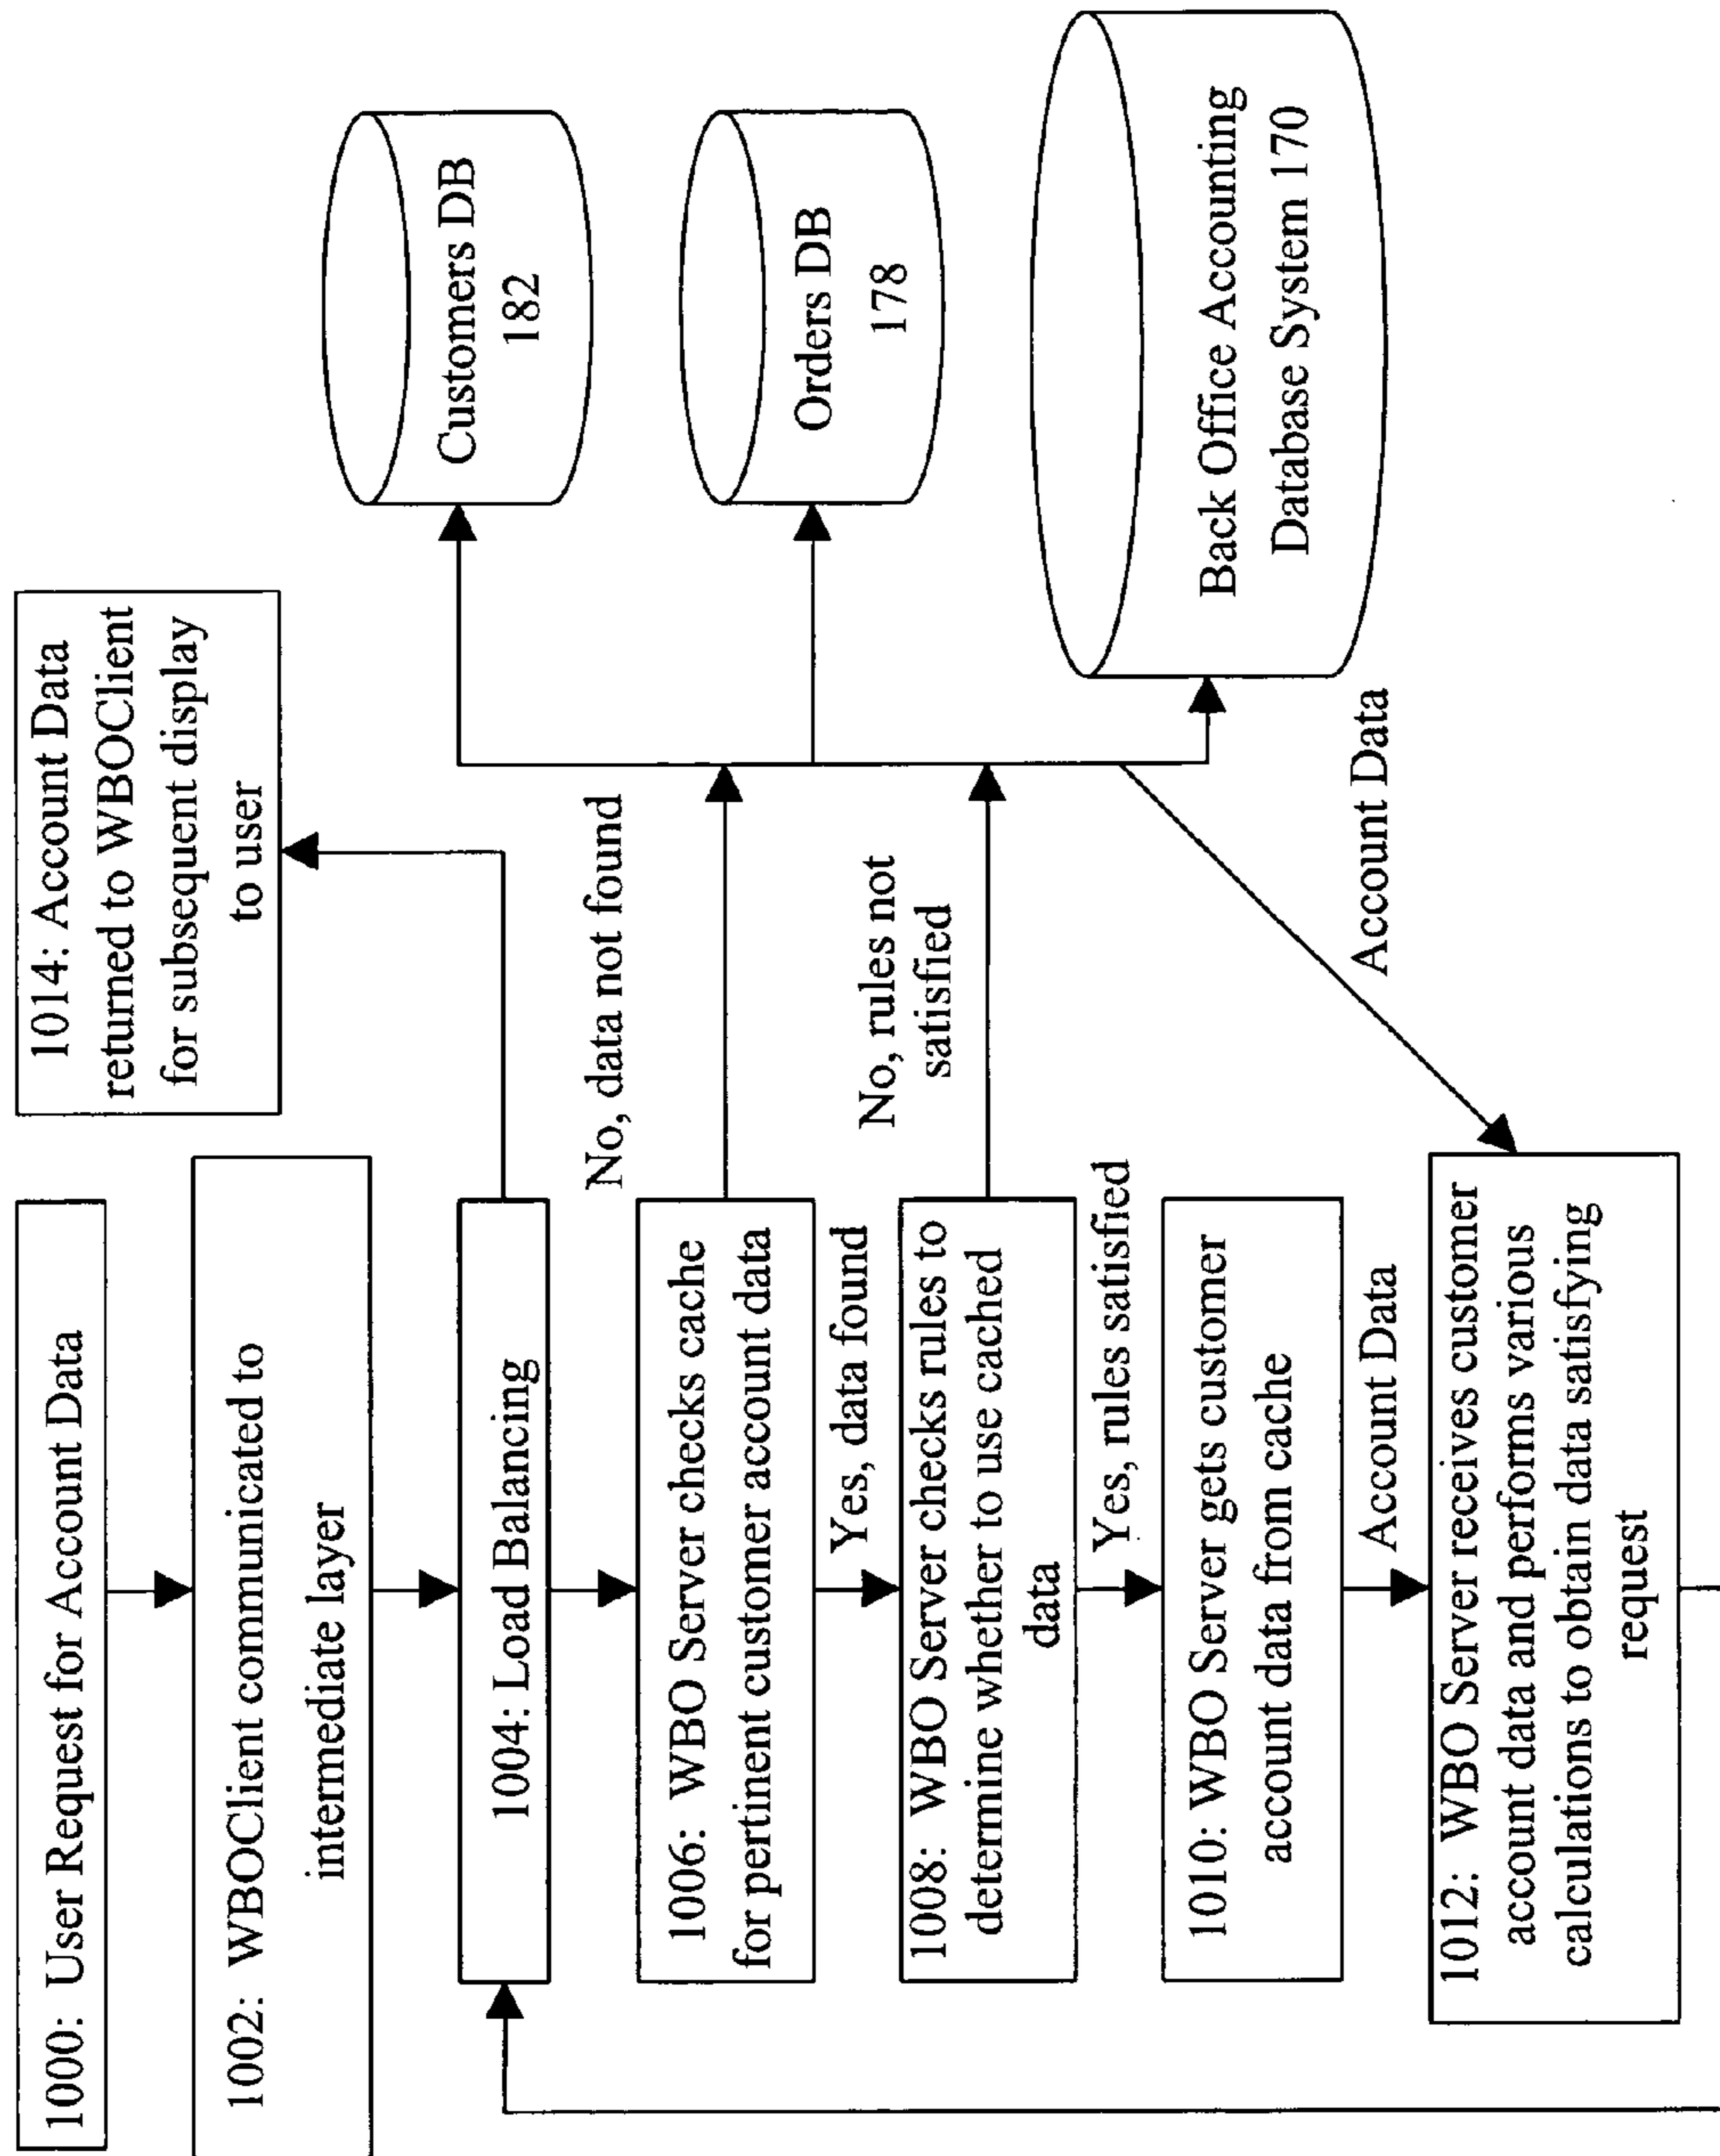 1000: User Request for Account Data
1002: WBOClient communicated to
intermediate layer
1004: Load Balancing
1014: Account Data
returned to WBOClient
for subsequent display
to user
1006: WBO Server checks cache
for pertinent customer account data
No, data not found
Yes, data found
1008: WBO Server checks rules to
determine whether to use cached
data
No, rules not
satisfied
Yes, rules satisfied
1010: WBO Server gets customer
account data from cache
Account Data
1012: WBO Server receives customer
account data and performs various
calculations to obtain data satisfying
request
Account Data
Customers DB
182
Orders DB
178
Back Office Accounting
Database System 170